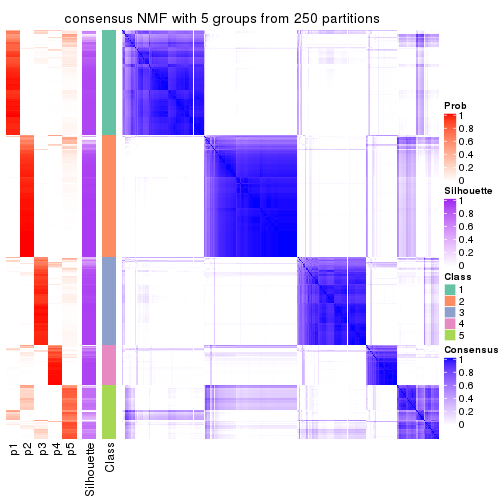 consensus NMF with 5 groups from 250 partitions
Prob
1
0.8
0.6
0.4
0.2
0
Silhouette
1
0.8
0.6
0.4
0.2
0
Class
1
2
3
4
5
Consensus
1
0.8
0.6
0.4
0.2
0
p1
p2
p3
p4
p5
Silhouette
Class